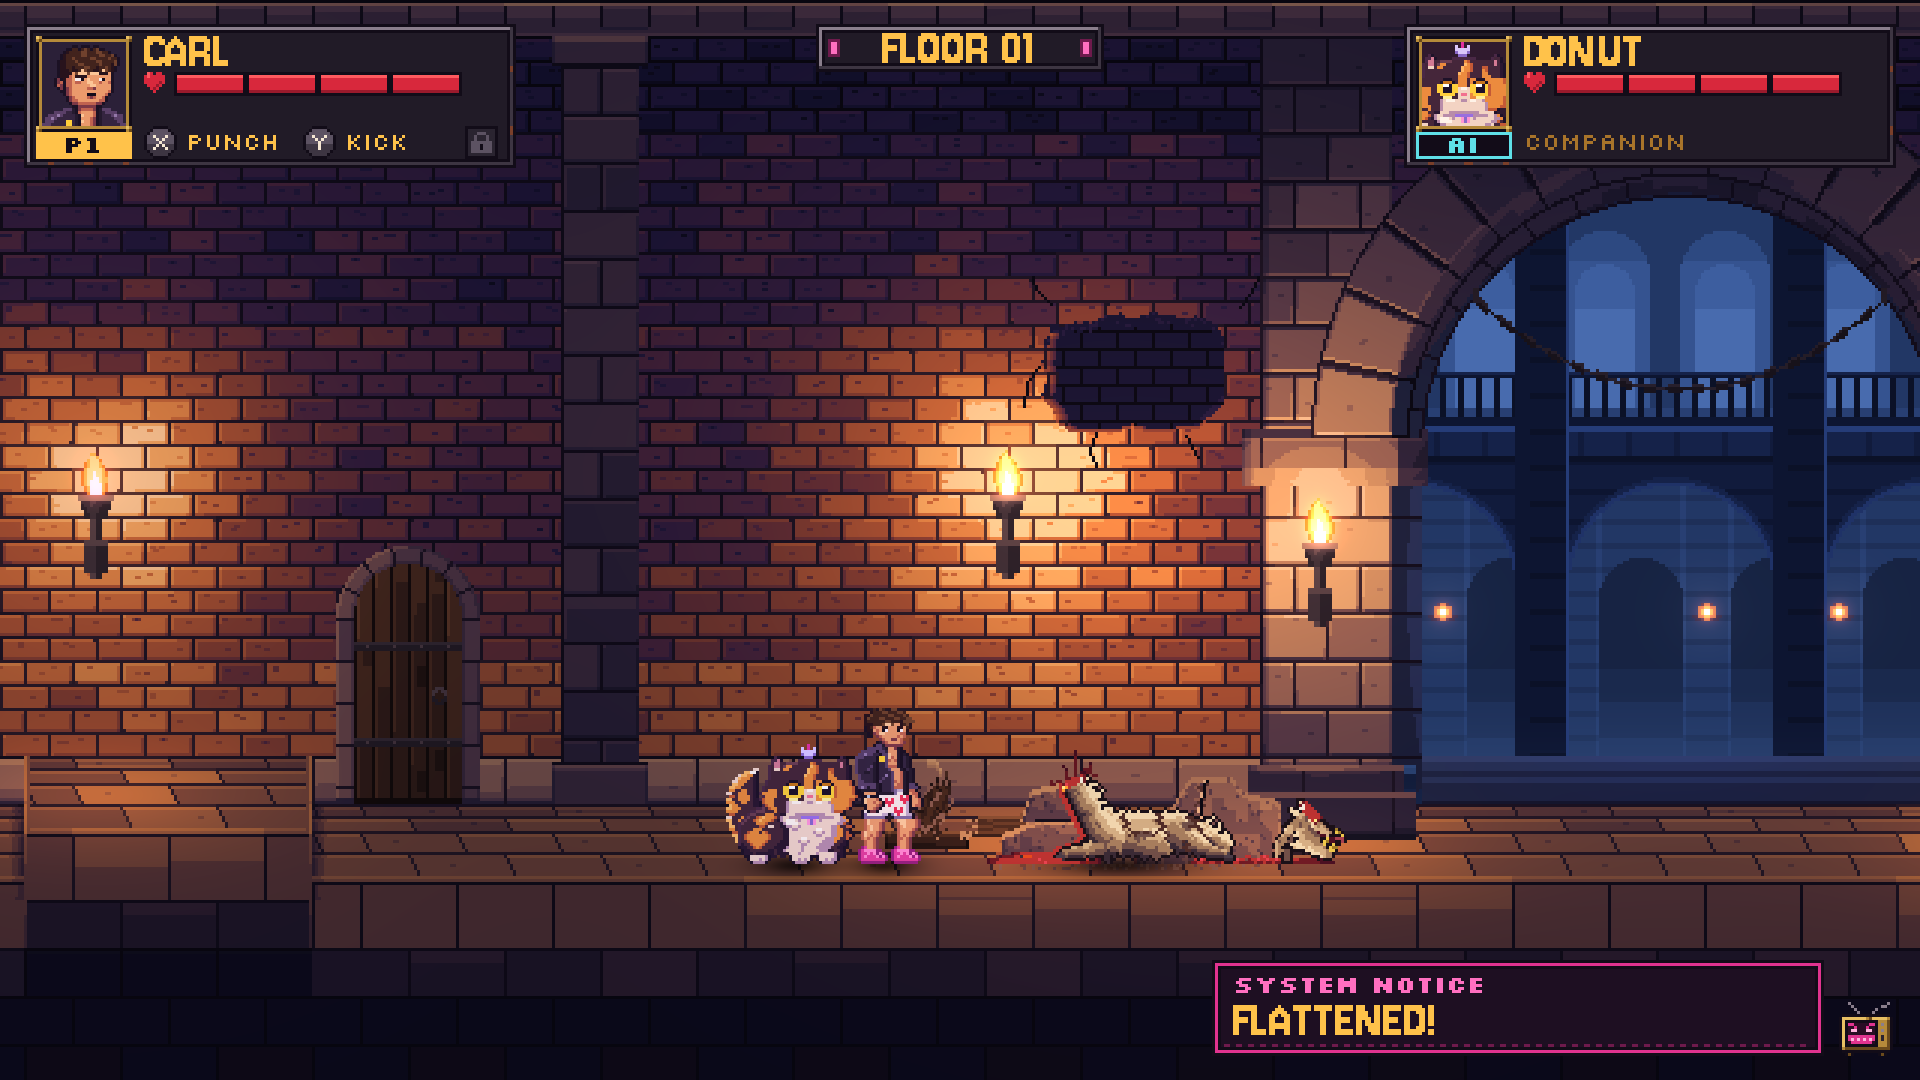 CARL
P1
X PUNCH Y KICK
FLOOR 01
DONUT
AI
COMPANION
SYSTEM NOTICE
FLATTENED!